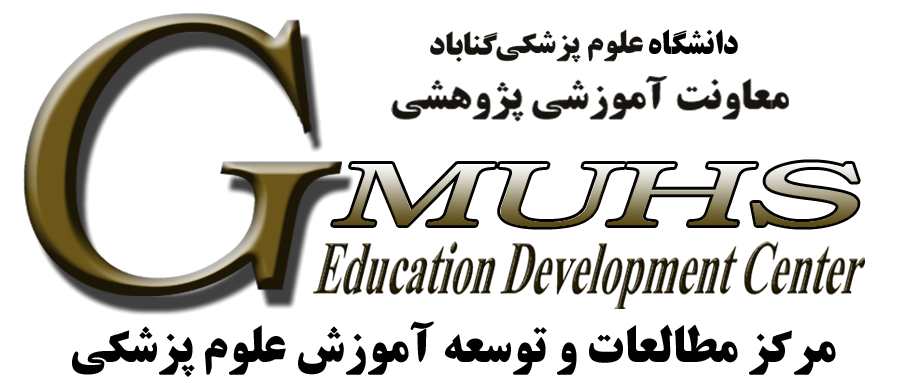 دانشگاه علوم پزشکی گناباد
معاونت آموزشی پژوهشی
GMUHS
Education Development Center
مرکز مطالعات و توسعه آموزش علوم پزشکی